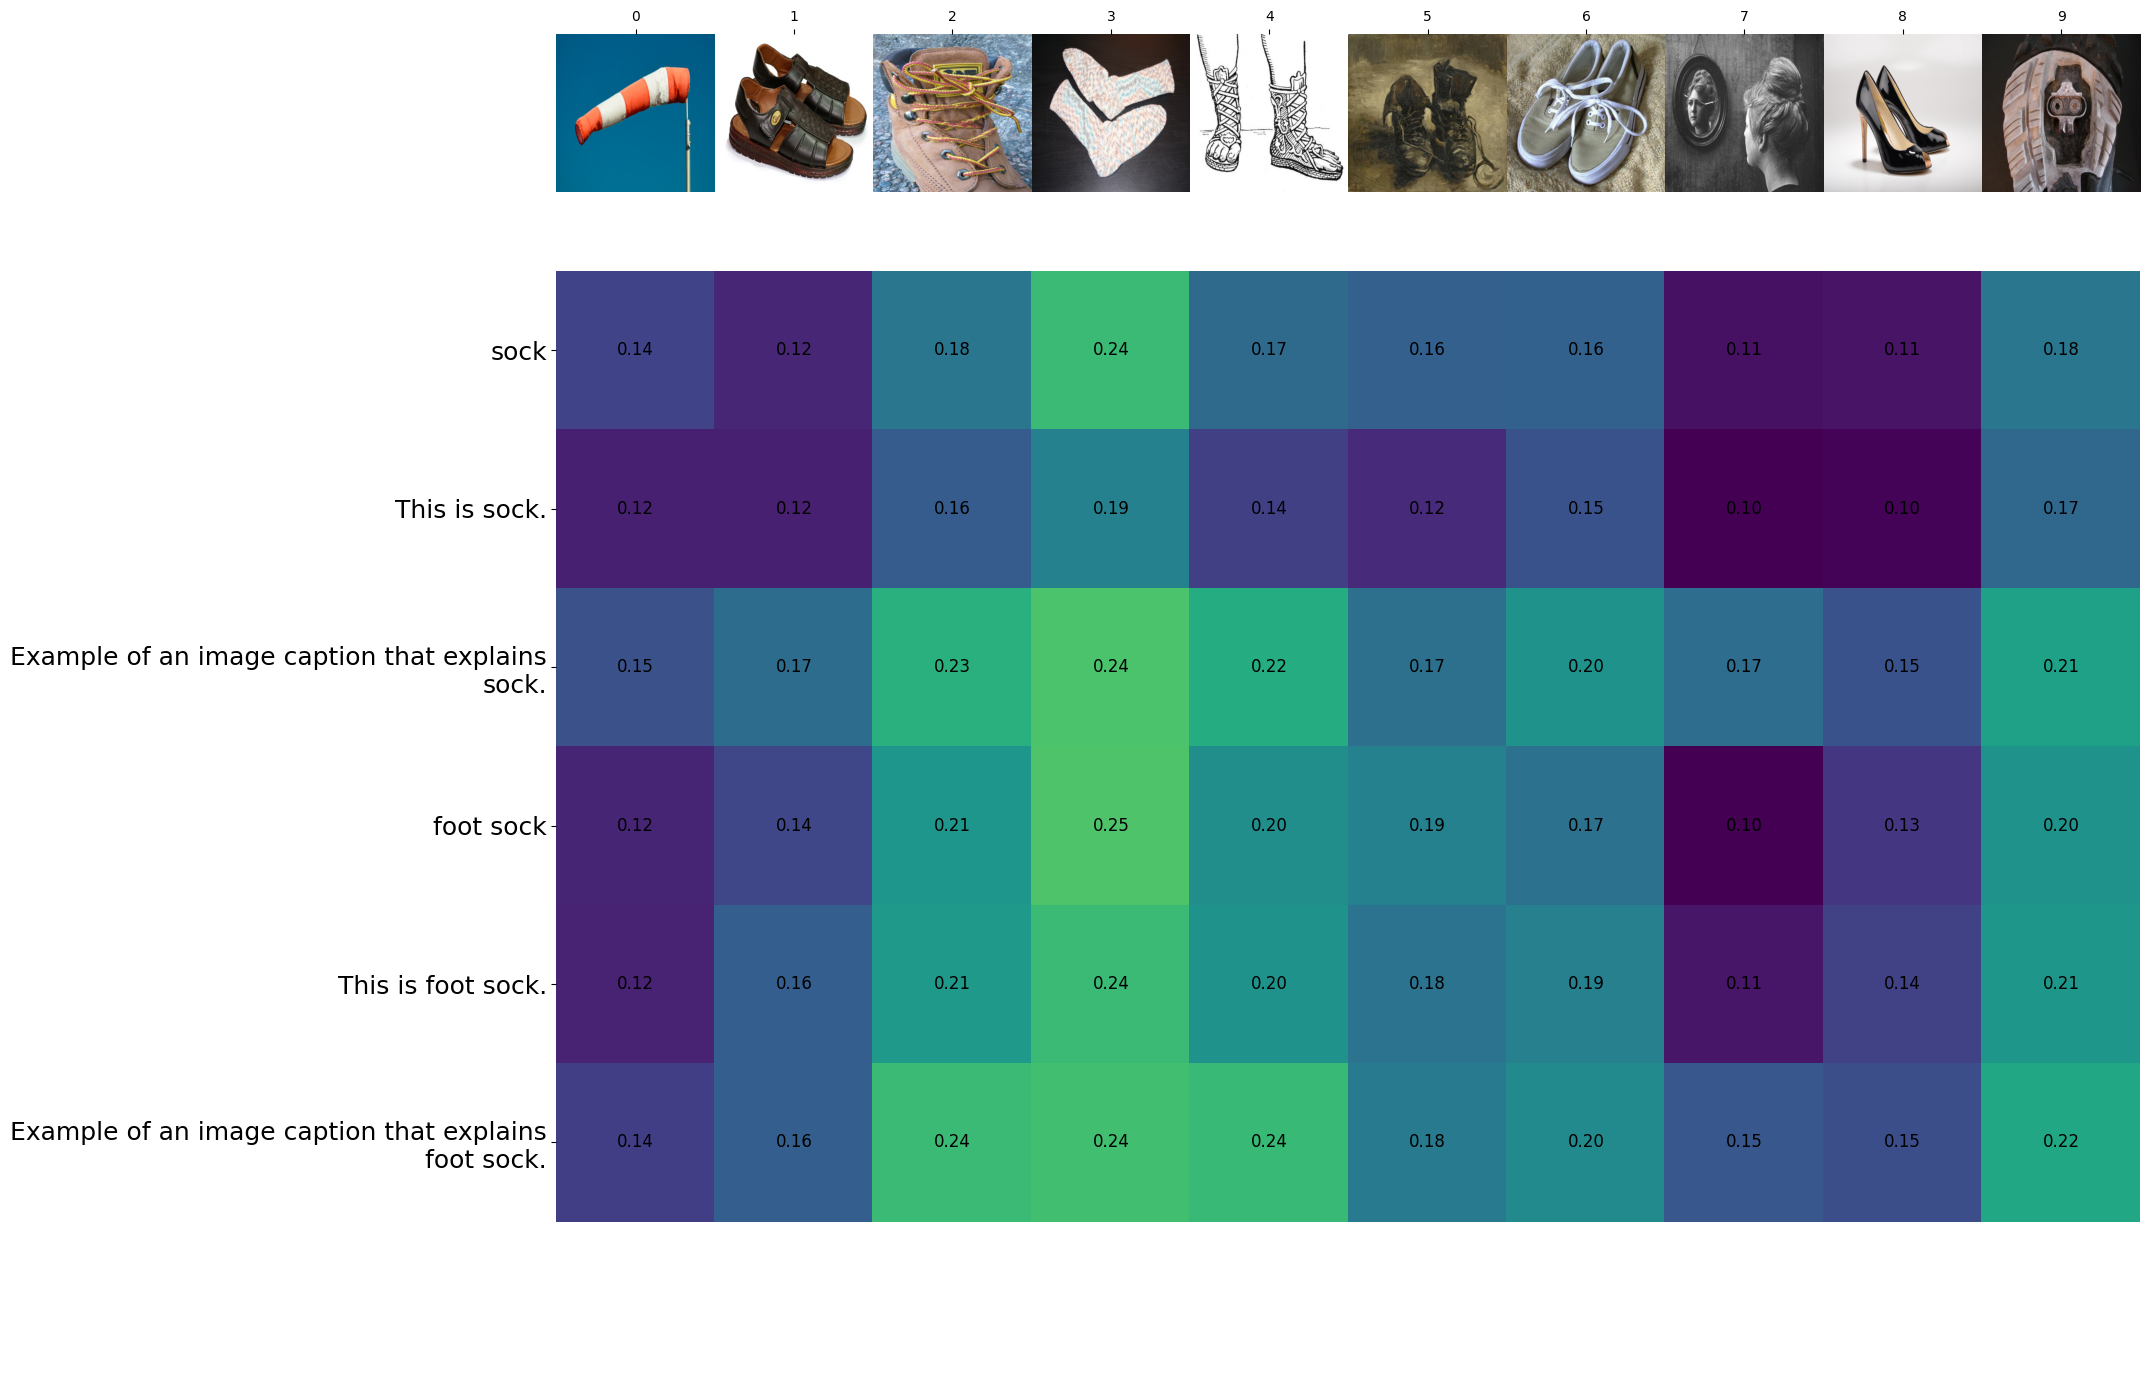 0 1 2 3 4 5 6 7 8 9
sock 0.14 0.12 0.18 0.24 0.17 0.16 0.16 0.11 0.11 0.18
This is sock. 0.12 0.12 0.16 0.19 0.14 0.12 0.15 0.10 0.10 0.17
Example of an image caption that explains
sock. 0.15 0.17 0.23 0.24 0.22 0.17 0.20 0.17 0.15 0.21
foot sock 0.12 0.14 0.21 0.25 0.20 0.19 0.17 0.10 0.13 0.20
This is foot sock. 0.12 0.16 0.21 0.24 0.20 0.18 0.19 0.11 0.14 0.21
Example of an image caption that explains
foot sock. 0.14 0.16 0.24 0.24 0.24 0.18 0.20 0.15 0.15 0.22